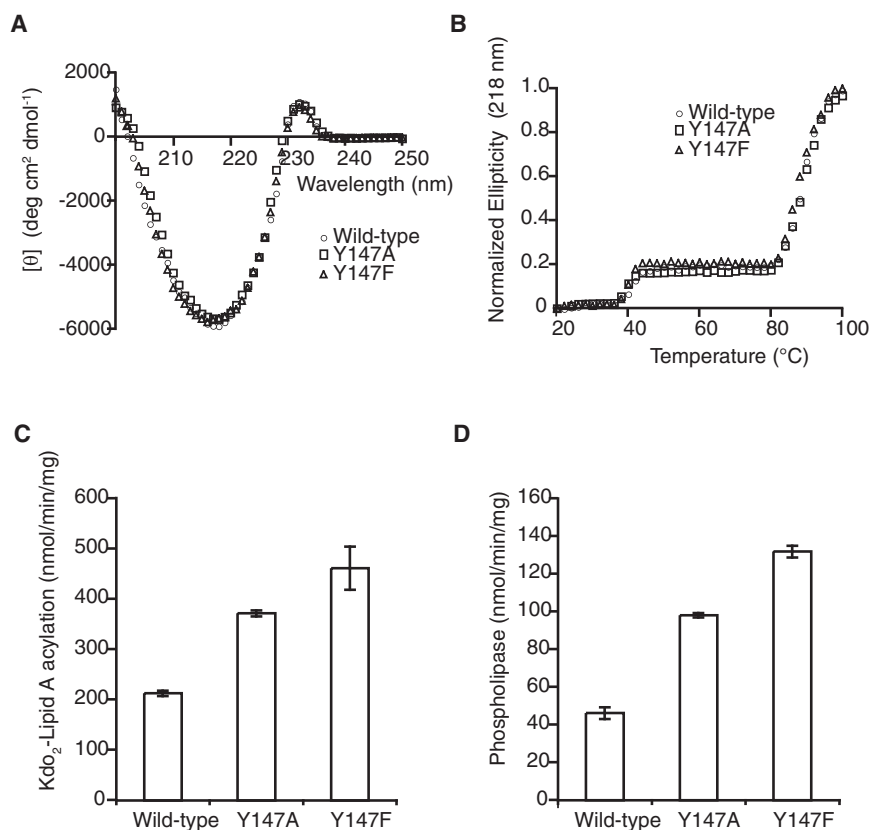 A
2000
0
-2000
-4000
-6000
[θ] (deg cm² dmol⁻¹)
210 220 230 240 250
Wavelength (nm)
Wild-type
Y147A
Y147F
B
1.0
0.8
0.6
0.4
0.2
0
Normalized Ellipticity (218 nm)
Wild-type
Y147A
Y147F
20 40 60 80 100
Temperature (°C)
C
600
500
400
300
200
100
0
Kdo₂-Lipid A acylation (nmol/min/mg)
Wild-type Y147A Y147F
D
160
140
120
100
80
60
40
20
0
Phospholipase (nmol/min/mg)
Wild-type Y147A Y147F